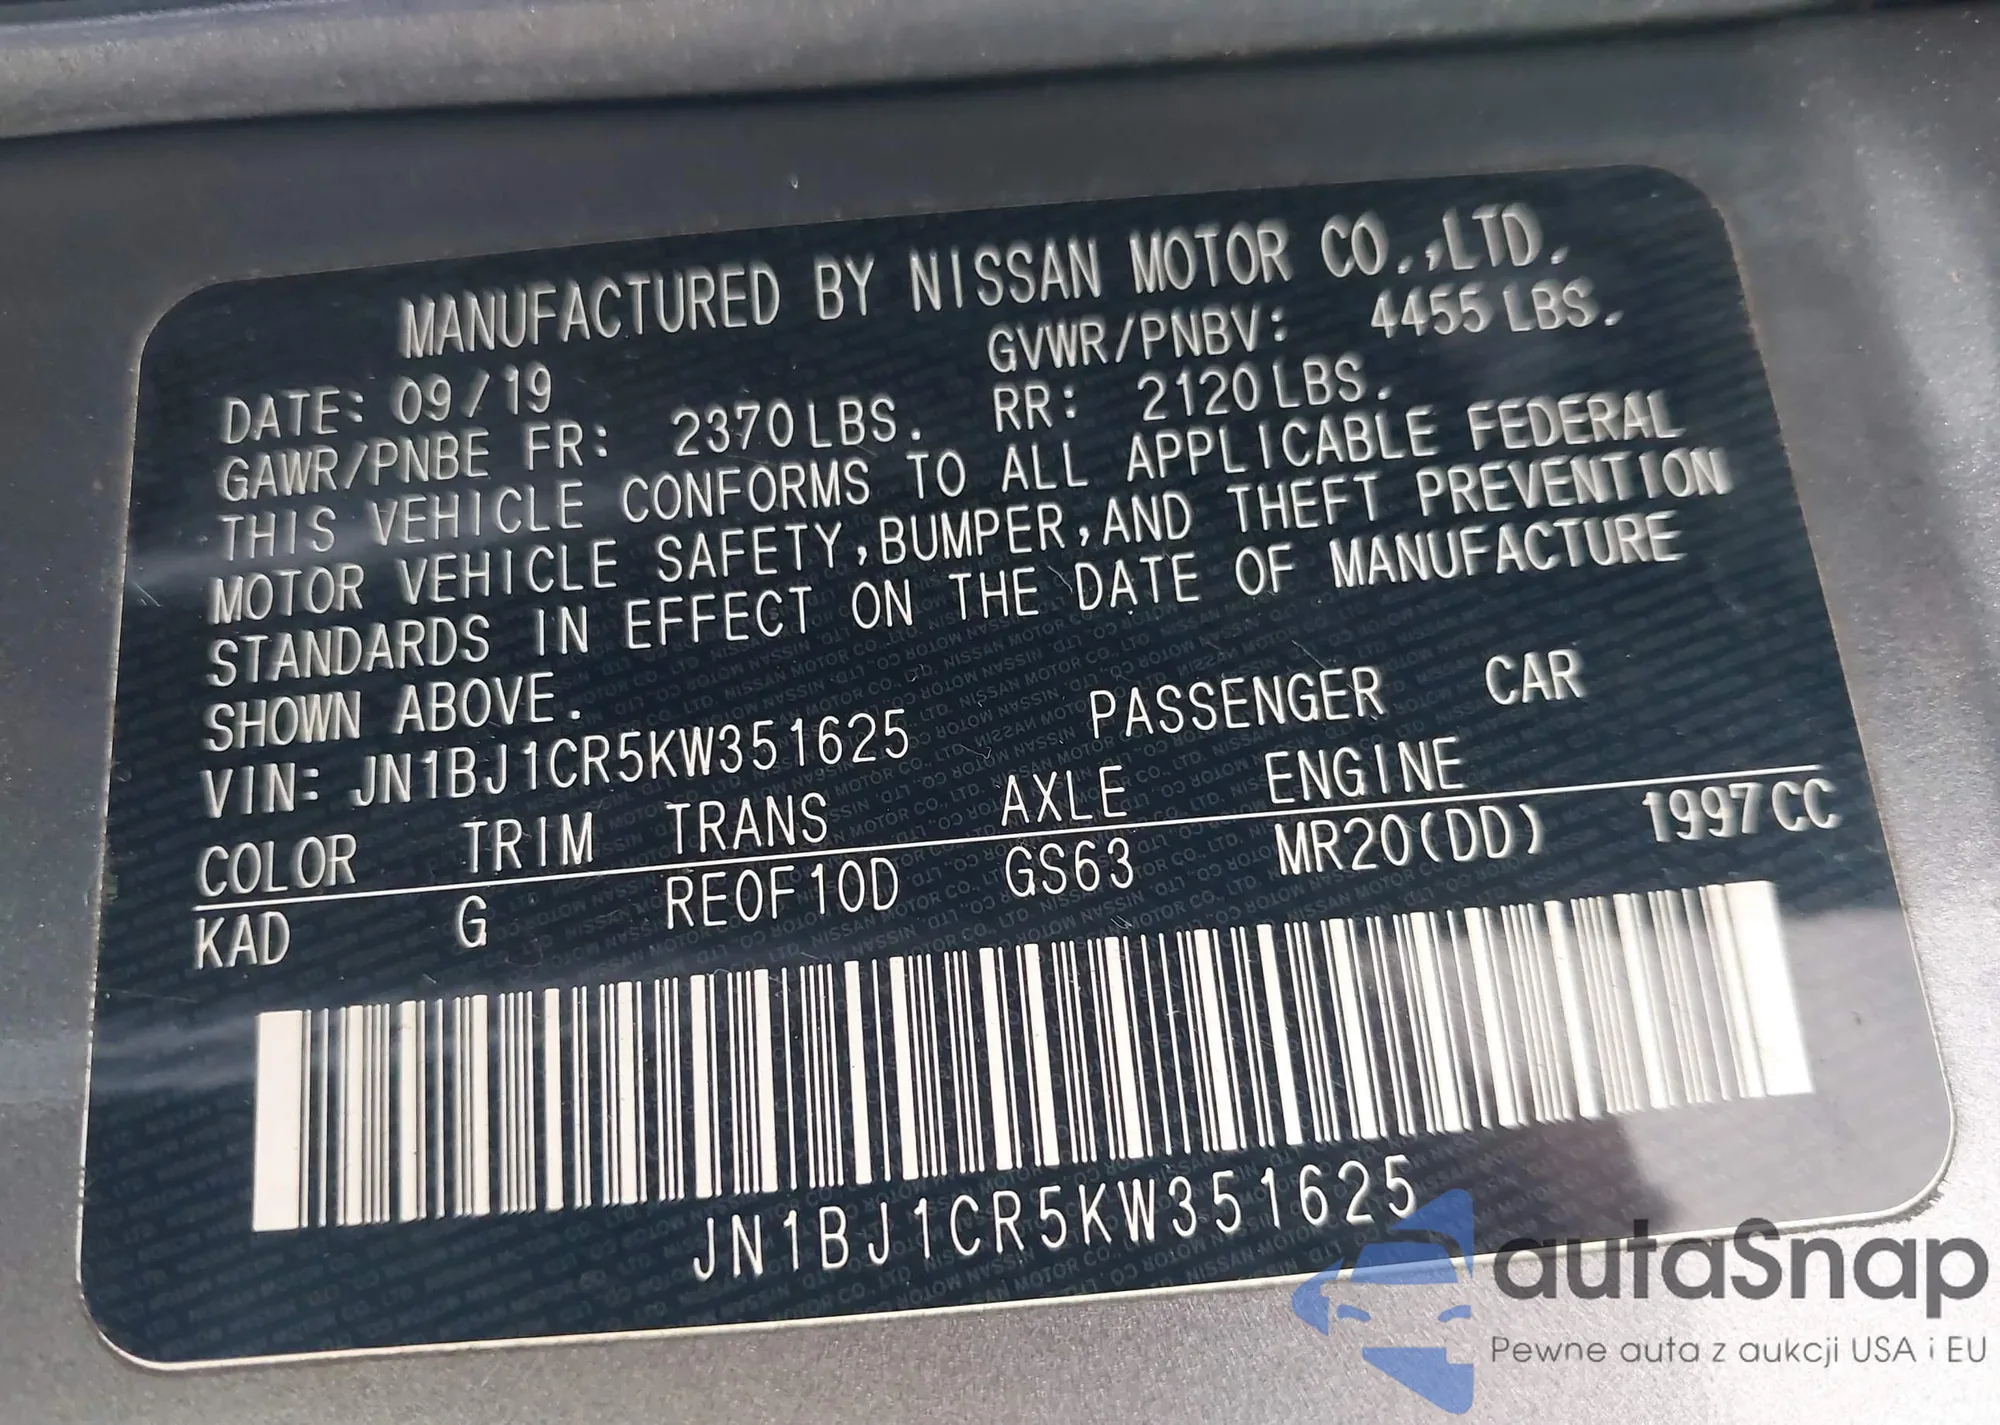 MANUFACTURED BY NISSAN MOTOR CO.,LTD.
DATE: 09/19 GVWR/PNBV: 4455 LBS.
GAWR/PNBE FR: 2370 LBS. RR: 2120 LBS.
THIS VEHICLE CONFORMS TO ALL APPLICABLE FEDERAL
MOTOR VEHICLE SAFETY,BUMPER,AND THEFT PREVENTION
STANDARDS IN EFFECT ON THE DATE OF MANUFACTURE
SHOWN ABOVE.
VIN: JN1BJ1CR5KW351625 PASSENGER CAR
COLOR TRIM TRANS AXLE ENGINE
KAD G RE0F10D GS63 MR20(DD) 1997CC
JN1BJ1CR5KW351625
autaSnap
Pewne auta z aukcji USA i EU